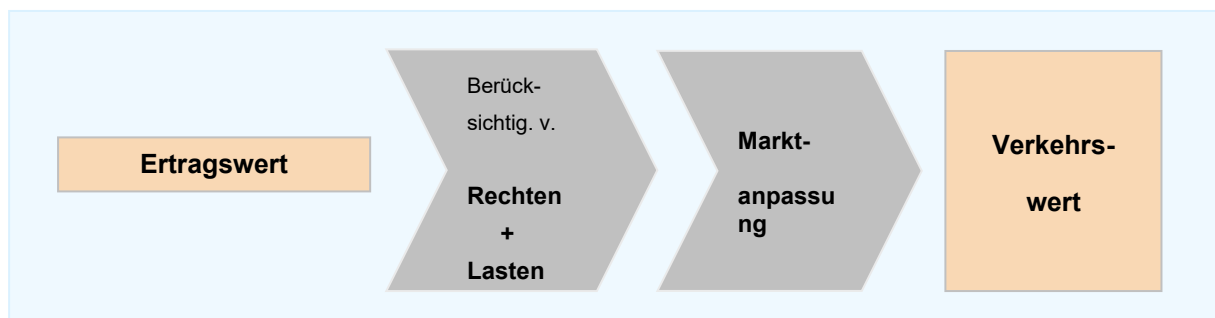 Ertragswert
Berück-
sichtig. v.
Rechten
+
Lasten
Markt-
anpassu
ng
Verkehrs-
wert